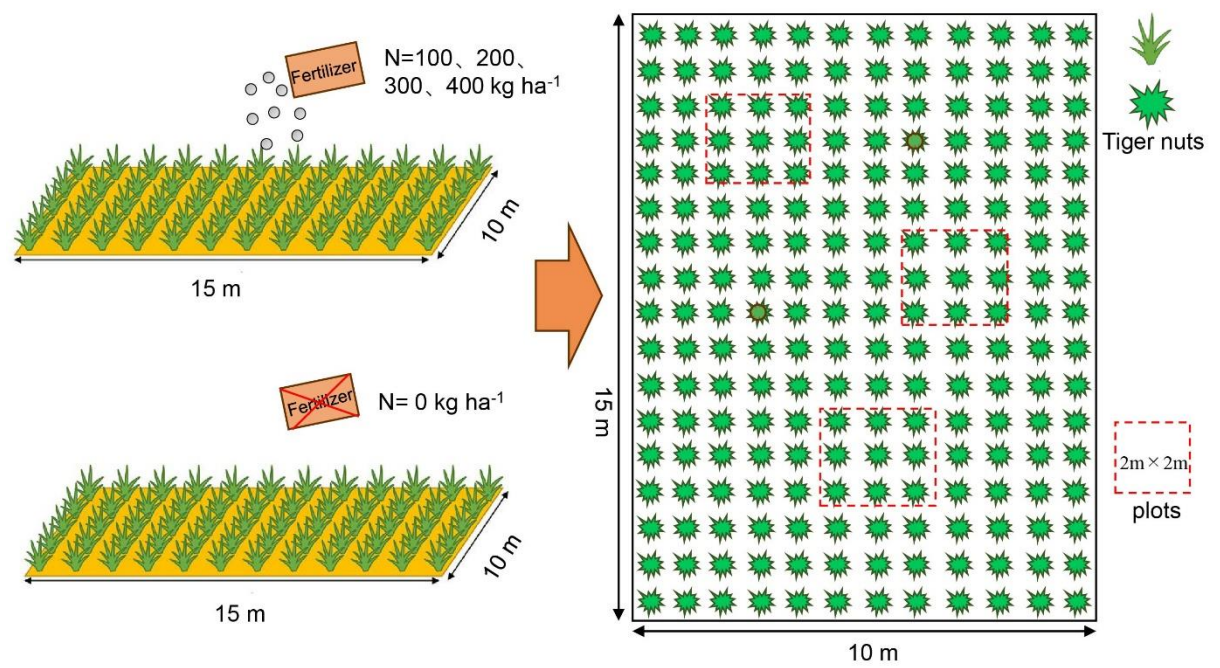 Fertilizer
N=100、200、
300、400 kg ha⁻¹
10 m
15 m
Fertilizer
N= 0 kg ha⁻¹
10 m
15 m
15 m
10 m
Tiger nuts
2m×2m
plots